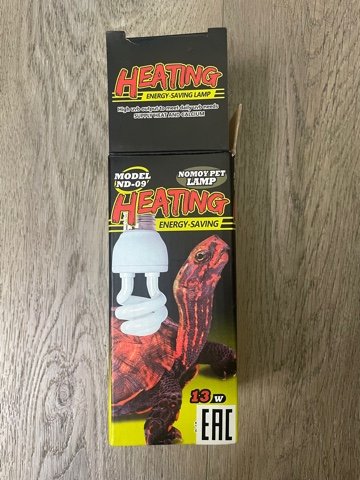 HEATING
ENERGY-SAVING LAMP
High uvb output to meet daily uvb needs
SUPPLY HEAT AND CALCIUM
MODEL
ND-09
NOMOY PET
LAMP
HEATING
ENERGY-SAVING
13W
EAC